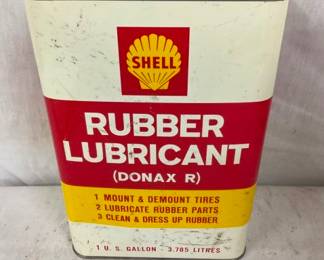 SHELL
RUBBER
LUBRICANT
(DONAX R)
1 MOUNT & DEMOUNT TIRES
2 LUBRICATE RUBBER PARTS
3 CLEAN & DRESS UP RUBBER
1 U. S. GALLON - 3.785 LITRES